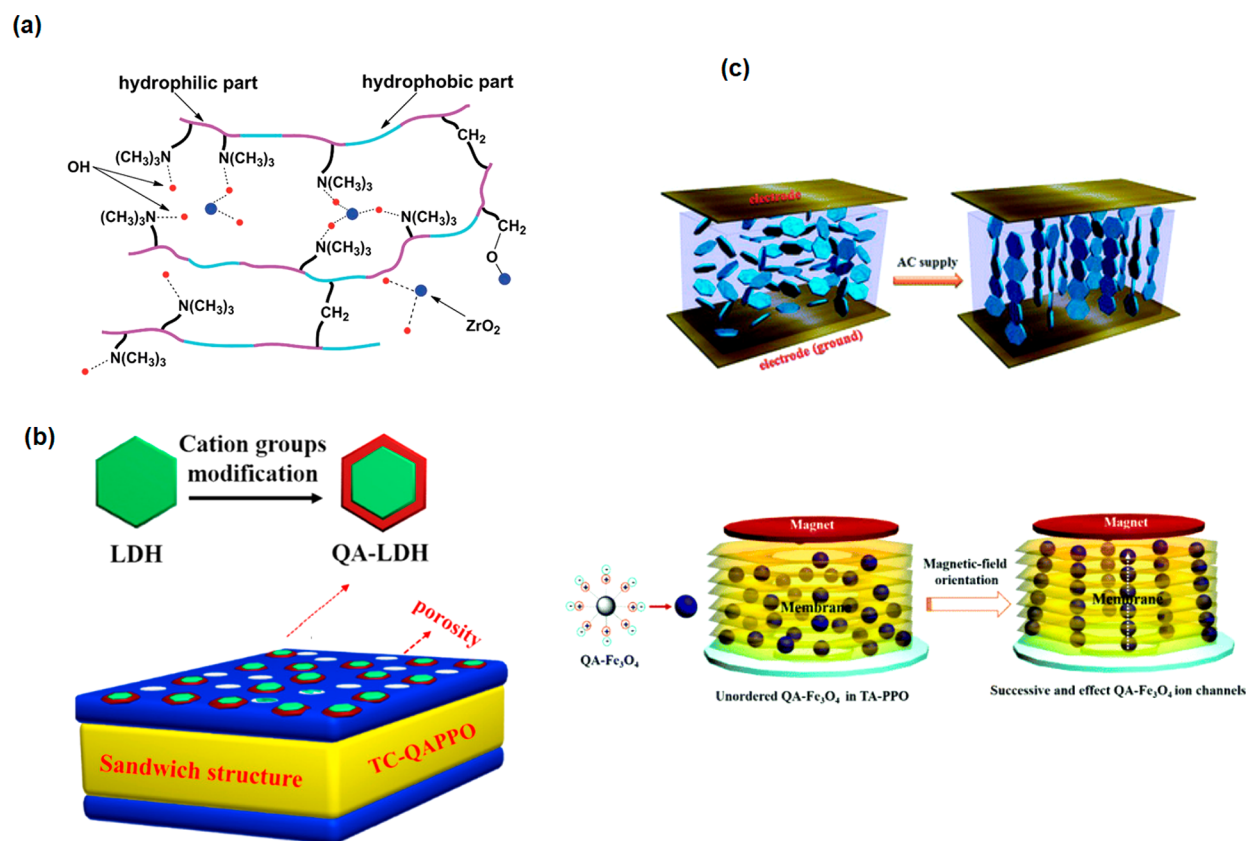 (a)
hydrophilic part
hydrophobic part
CH₂
(CH₃)₃N
N(CH₃)₃
OH
N(CH₃)₃
(CH₃)₃N
N(CH₃)₃
CH₂
N(CH₃)₃
O
N(CH₃)₃
CH₂
ZrO₂
N(CH₃)₃
(c)
electrode
AC supply
electrode (ground)
(b)
Cation groups
modification
LDH
QA-LDH
porosity
Sandwich structure
TC-QAPPO
QA-Fe₃O₄
Magnet
Membrane
Unordered QA-Fe₃O₄ in TA-PPO
Magnetic-field
orientation
Magnet
Membrane
Successive and effect QA-Fe₃O₄ ion channels